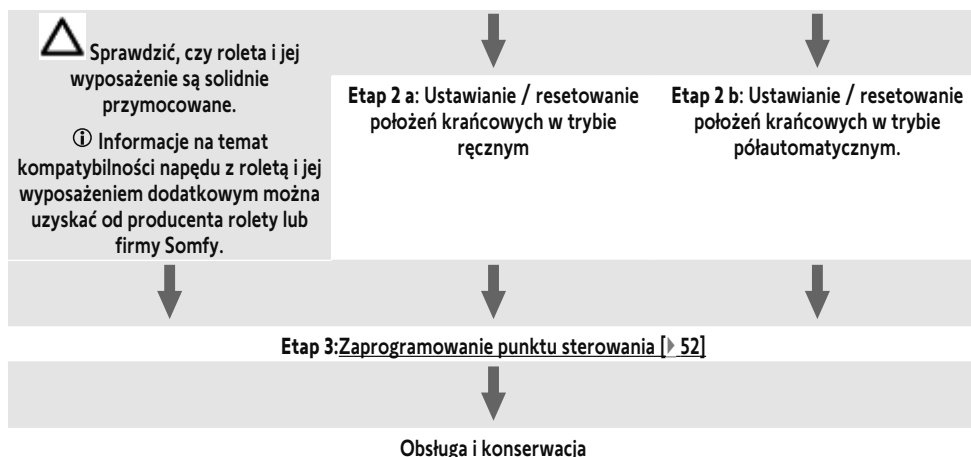 Sprawdzić, czy roleta i jej
wyposażenie są solidnie
przymocowane.
ⓘ Informacje na temat
kompatybilności napędu z roletą i jej
wyposażeniem dodatkowym można
uzyskać od producenta rolety lub
firmy Somfy.
Etap 2 a: Ustawianie / resetowanie
położeń krańcowych w trybie
ręcznym
Etap 2 b: Ustawianie / resetowanie
położeń krańcowych w trybie
półautomatycznym.
Etap 3:Zaprogramowanie punktu sterowania [▶ 52]
Obsługa i konserwacja